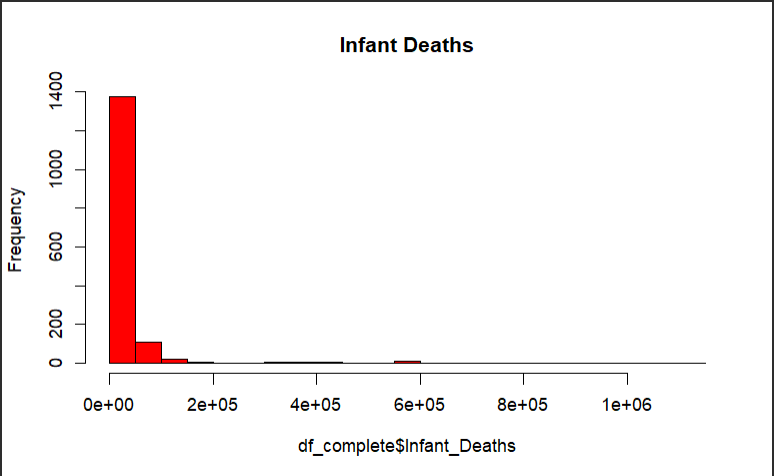 Infant Deaths
Frequency
1400
1000
600
200
0
0e+00 2e+05 4e+05 6e+05 8e+05 1e+06
df_complete$Infant_Deaths